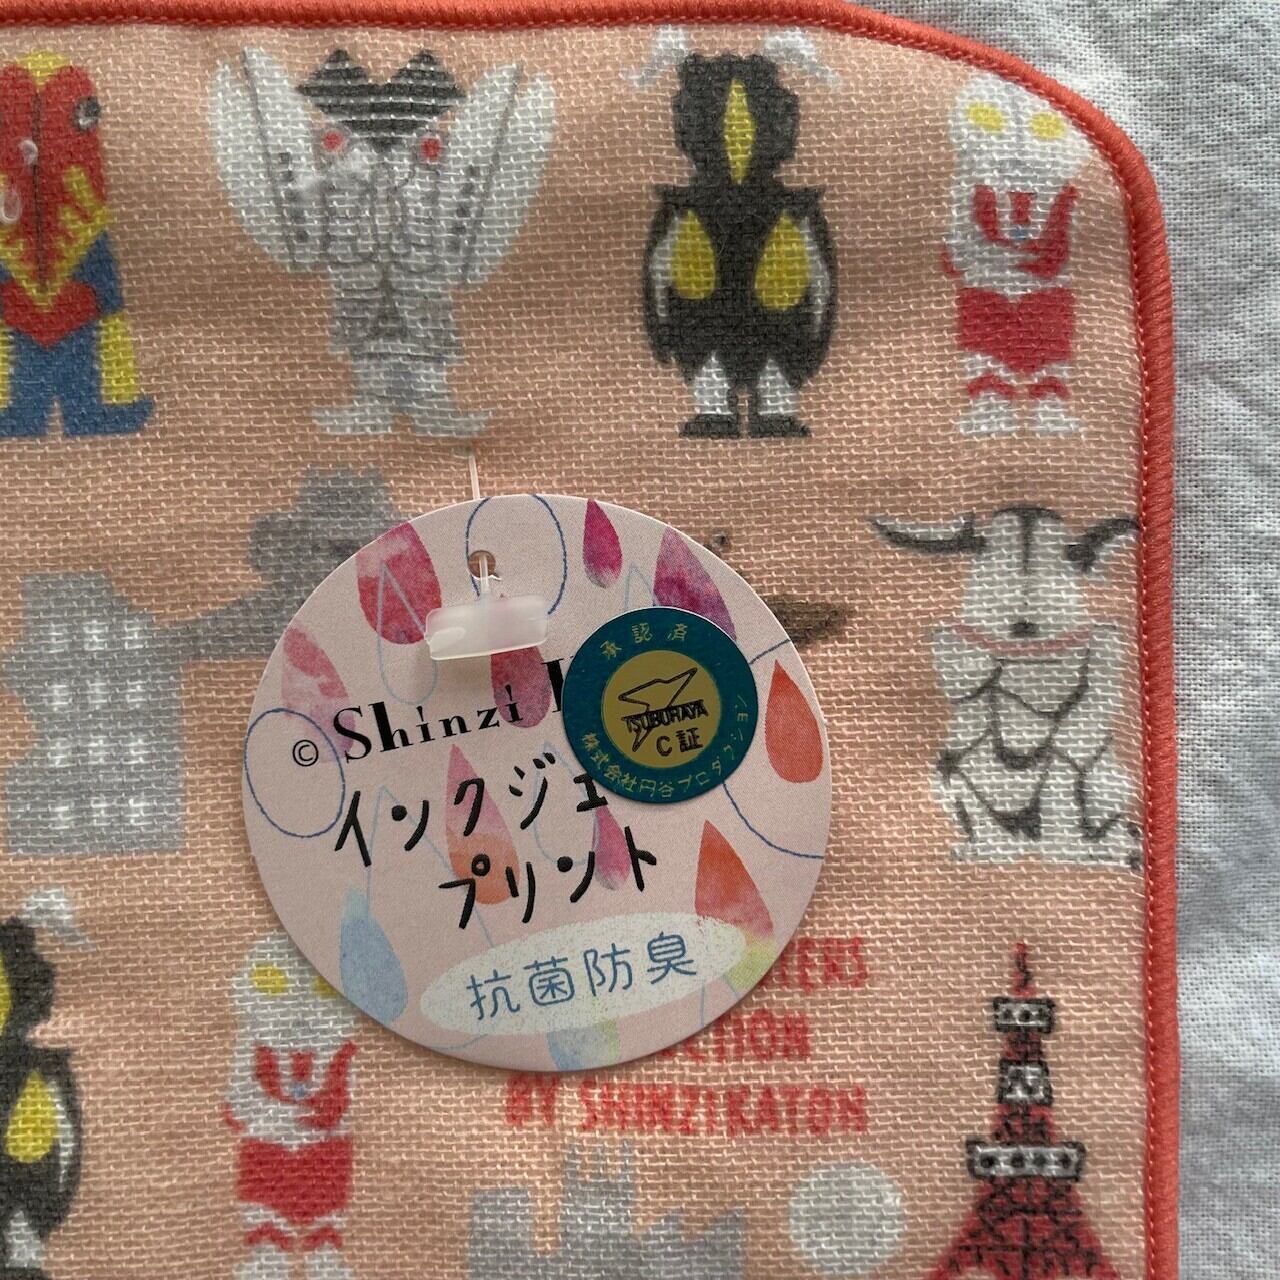 承認済
TSUBURAYA
C証
株式会社円谷プロダクション
© Shinzi K
インクジェ
プリント
抗菌防臭
BY SHINZI KATOH